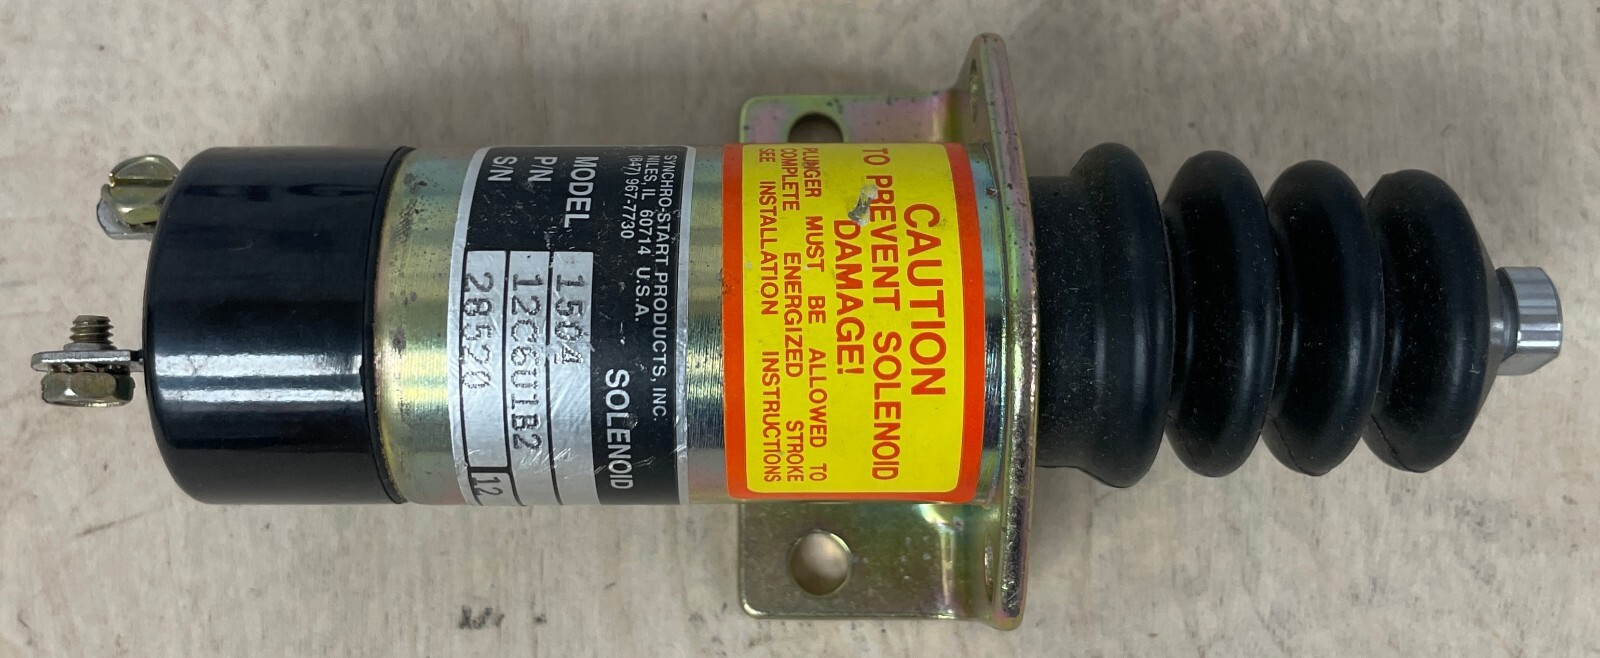 SYNCHRO-START PRODUCTS, INC.
NILES, IL 60714 U.S.A.
(847) 967-7730
SOLENOID
MODEL 1504
P/N 12C6U1B2
S/N 28520 12
CAUTION
TO PREVENT SOLENOID
DAMAGE!
PLUNGER MUST BE ALLOWED TO
COMPLETE ENERGIZED STROKE
SEE INSTALLATION INSTRUCTIONS